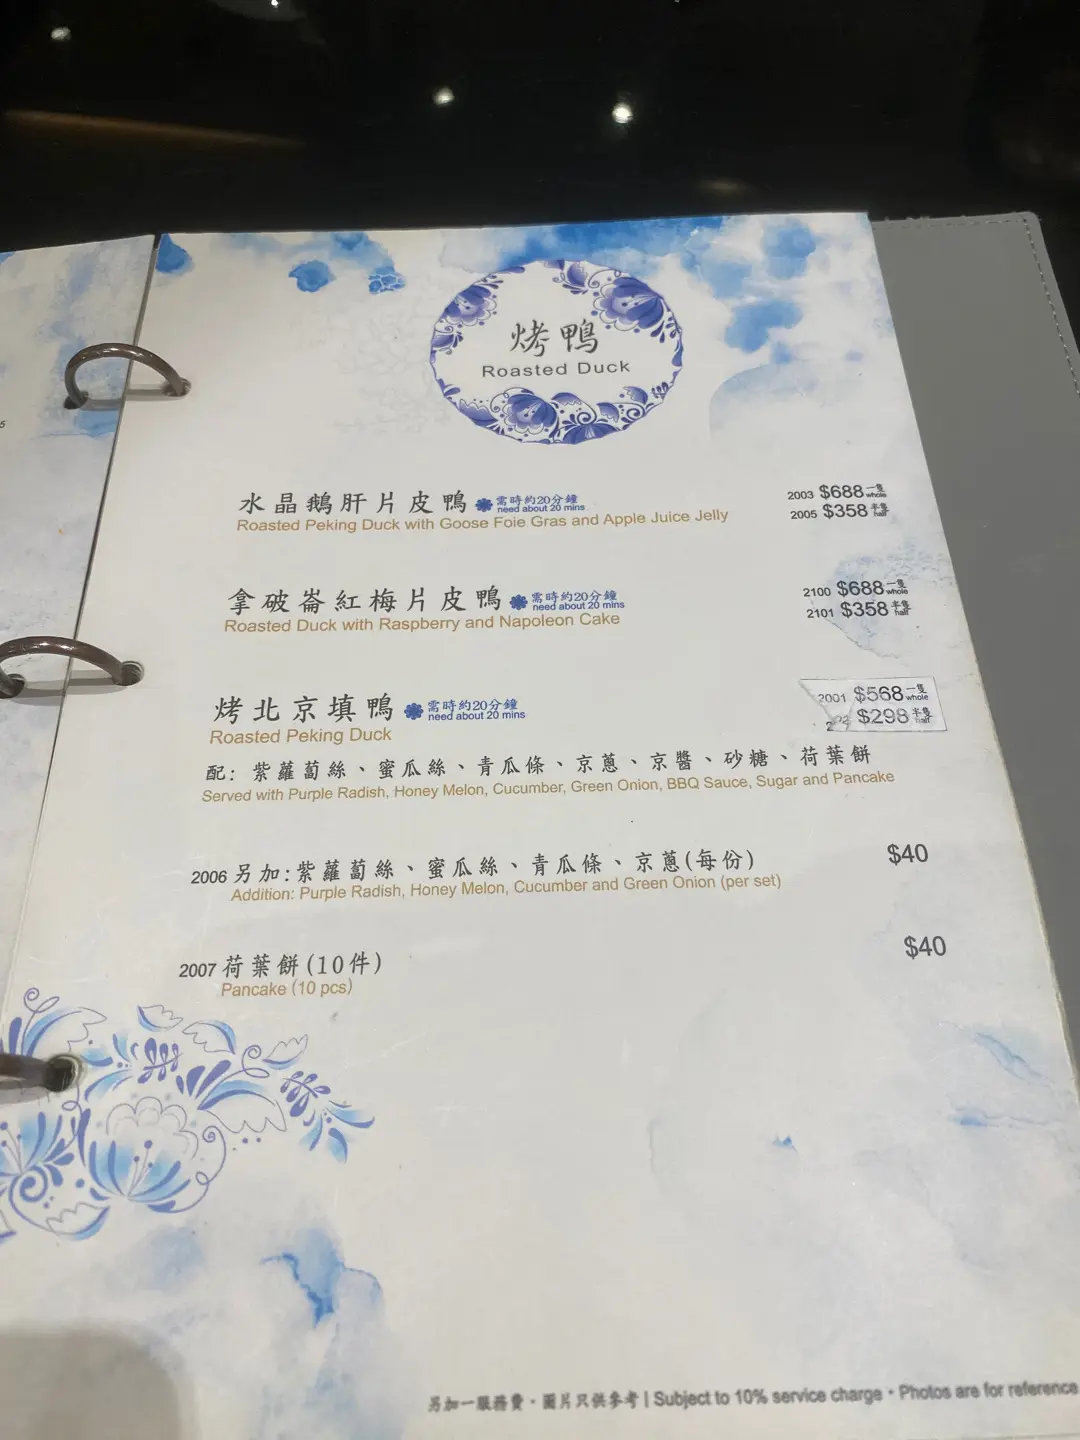 烤鴨
Roasted Duck
水晶鵝肝片皮鴨 需時約20分鐘 need about 20 mins
Roasted Peking Duck with Goose Foie Gras and Apple Juice Jelly
2003 $688 一隻 whole
2005 $358 半隻 half
拿破崙紅梅片皮鴨 需時約20分鐘 need about 20 mins
Roasted Duck with Raspberry and Napoleon Cake
2100 $688 一隻 whole
2101 $358 半隻 half
烤北京填鴨 需時約20分鐘 need about 20 mins
Roasted Peking Duck
2001 $568 一隻 whole
$298 半隻 half
配: 紫蘿蔔絲、蜜瓜絲、青瓜條、京蔥、京醬、砂糖、荷葉餅
Served with Purple Radish, Honey Melon, Cucumber, Green Onion, BBQ Sauce, Sugar and Pancake
2006 另加:紫蘿蔔絲、蜜瓜絲、青瓜條、京蔥(每份) $40
Addition: Purple Radish, Honey Melon, Cucumber and Green Onion (per set)
2007 荷葉餅(10件) $40
Pancake (10 pcs)
另加一服務費・圖片只供參考 | Subject to 10% service charge・Photos are for reference